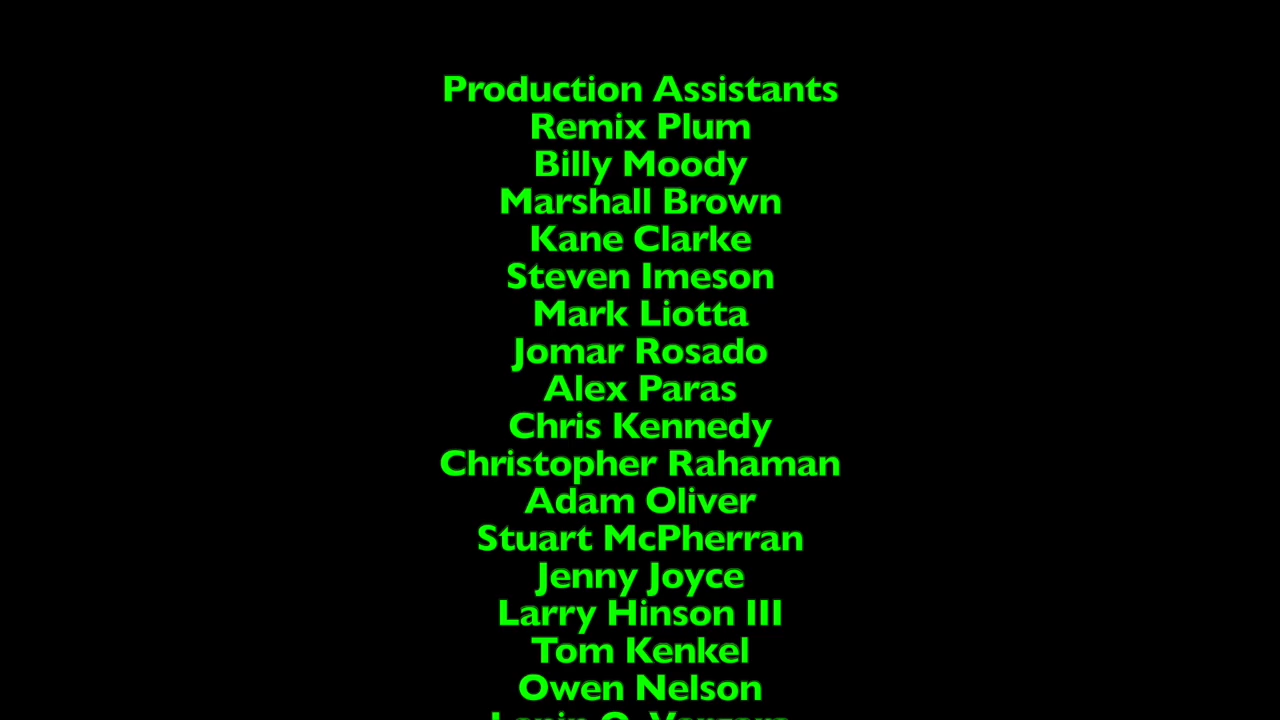 Production Assistants
Remix Plum
Billy Moody
Marshall Brown
Kane Clarke
Steven Imeson
Mark Liotta
Jomar Rosado
Alex Paras
Chris Kennedy
Christopher Rahaman
Adam Oliver
Stuart McPherran
Jenny Joyce
Larry Hinson III
Tom Kenkel
Owen Nelson